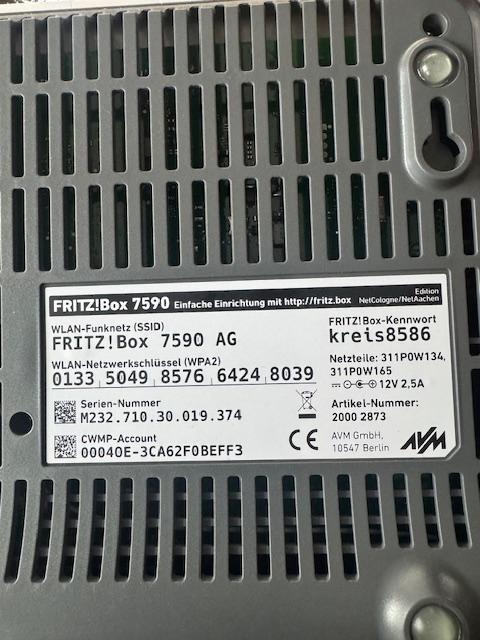 FRITZ!Box 7590 Einfache Einrichtung mit http://fritz.box
Edition
NetCologne/NetAachen
WLAN-Funknetz (SSID)
FRITZ!Box 7590 AG
WLAN-Netzwerkschlüssel (WPA2)
0133 5049 8576 6424 8039
Serien-Nummer
M232.710.30.019.374
CWMP-Account
00040E-3CA62F0BEFF3
FRITZ!Box-Kennwort
kreis8586
Netzteile: 311P0W134,
311P0W165
12V 2,5A
Artikel-Nummer:
2000 2873
CE
AVM GmbH,
10547 Berlin
AVM